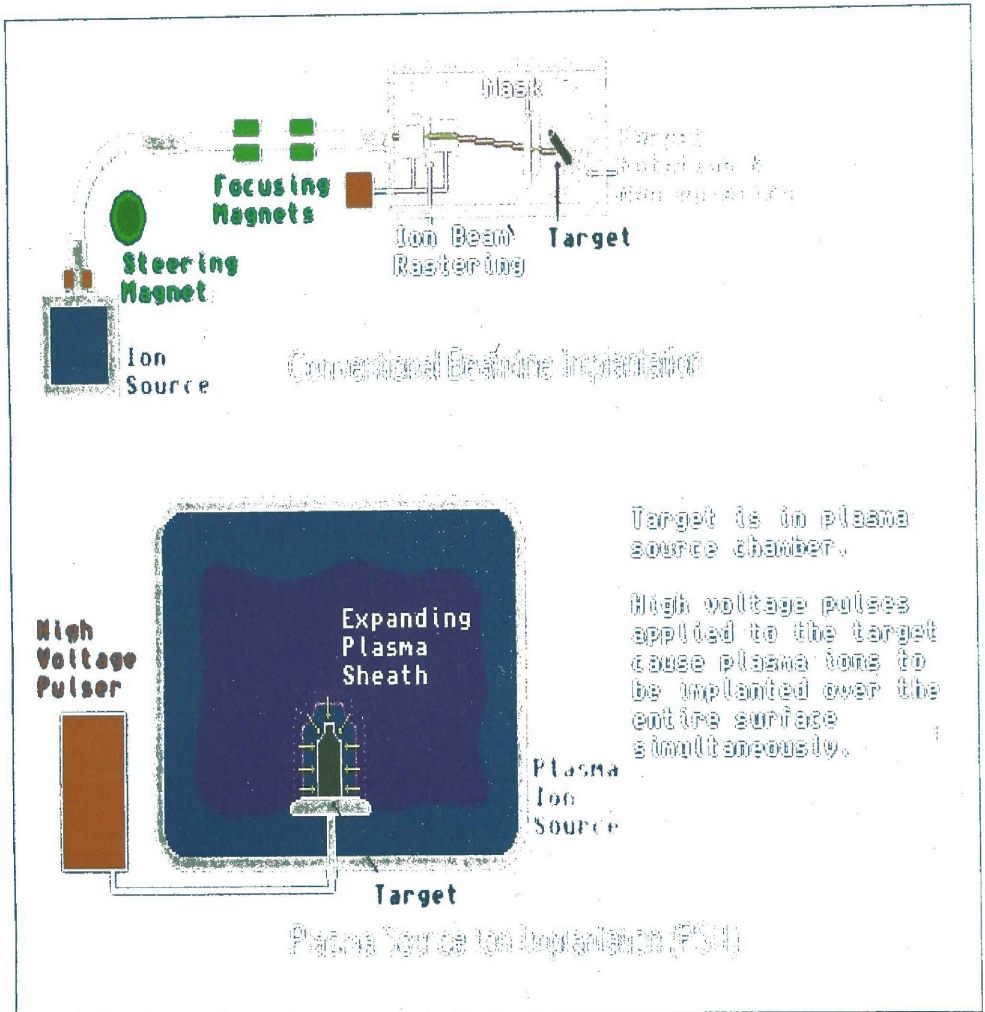 Mask
Target
Rotation &
Focusing
Magnets
Ion Beam
Rastering
Target
Steering
Magnet
Ion
Source
Conventional Beamline Implantation
Target is in plasma
source chamber.
High voltage pulses
applied to the target
cause plasma ions to
be implanted over the
entire surface
simultaneously.
High
Voltage
Pulser
Expanding
Plasma
Sheath
Plasma
Ion
Source
Target
Plasma Source Ion Implantation (PSII)